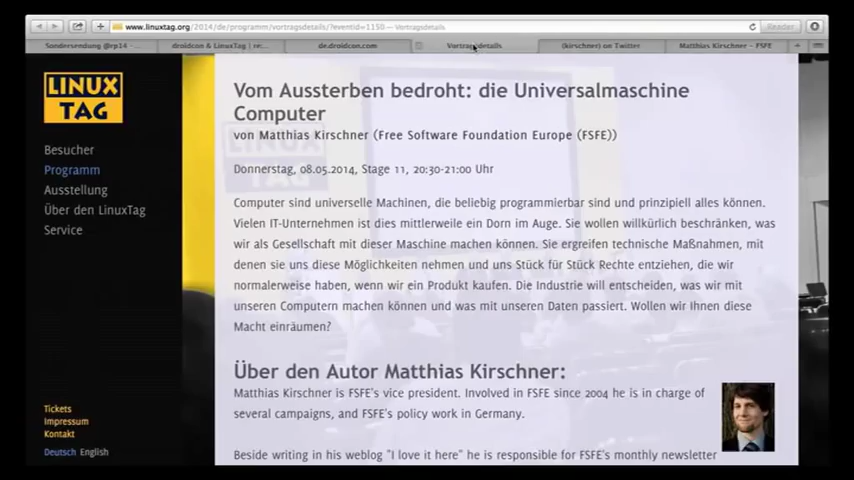 www.linuxtag.org/2014/de/programm/vortragsdetails/?eventid=1150 — Vortragsdetails
Reader
Sondersendung @rp14 - ...
droidcon & LinuxTag | re:...
de.droidcon.com
Vortragsdetails
(kirschner) on Twitter
Matthias Kirschner - FSFE
LINUX
TAG
Besucher
Programm
Ausstellung
Über den LinuxTag
Service
Vom Aussterben bedroht: die Universalmaschine
Computer
von Matthias Kirschner (Free Software Foundation Europe (FSFE))
Donnerstag, 08.05.2014, Stage 11, 20:30-21:00 Uhr
Computer sind universelle Machinen, die beliebig programmierbar sind und prinzipiell alles können.
Vielen IT-Unternehmen ist dies mittlerweile ein Dorn im Auge. Sie wollen willkürlich beschränken, was
wir als Gesellschaft mit dieser Maschine machen können. Sie ergreifen technische Maßnahmen, mit
denen sie uns diese Möglichkeiten nehmen und uns Stück für Stück Rechte entziehen, die wir
normalerweise haben, wenn wir ein Produkt kaufen. Die Industrie will entscheiden, was wir mit
unseren Computern machen können und was mit unseren Daten passiert. Wollen wir Ihnen diese
Macht einräumen?
Über den Autor Matthias Kirschner:
Matthias Kirschner is FSFE's vice president. Involved in FSFE since 2004 he is in charge of
several campaigns, and FSFE's policy work in Germany.
Beside writing in his weblog "I love it here" he is responsible for FSFE's monthly newsletter
Tickets
Impressum
Kontakt
Deutsch English